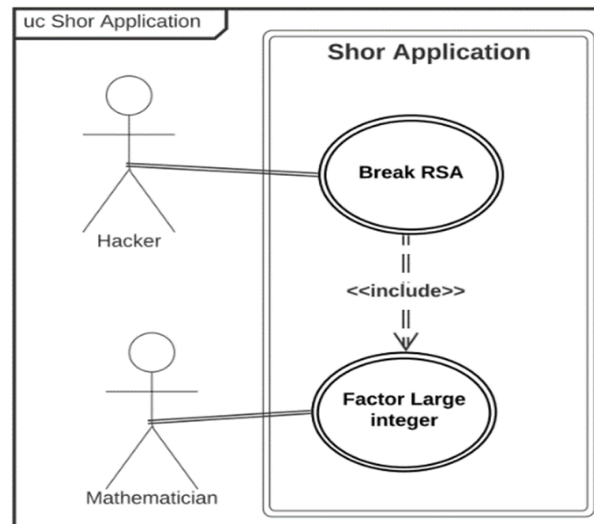 uc Shor Application
Shor Application
Break RSA
Hacker
<<include>>
Factor Large
integer
Mathematician